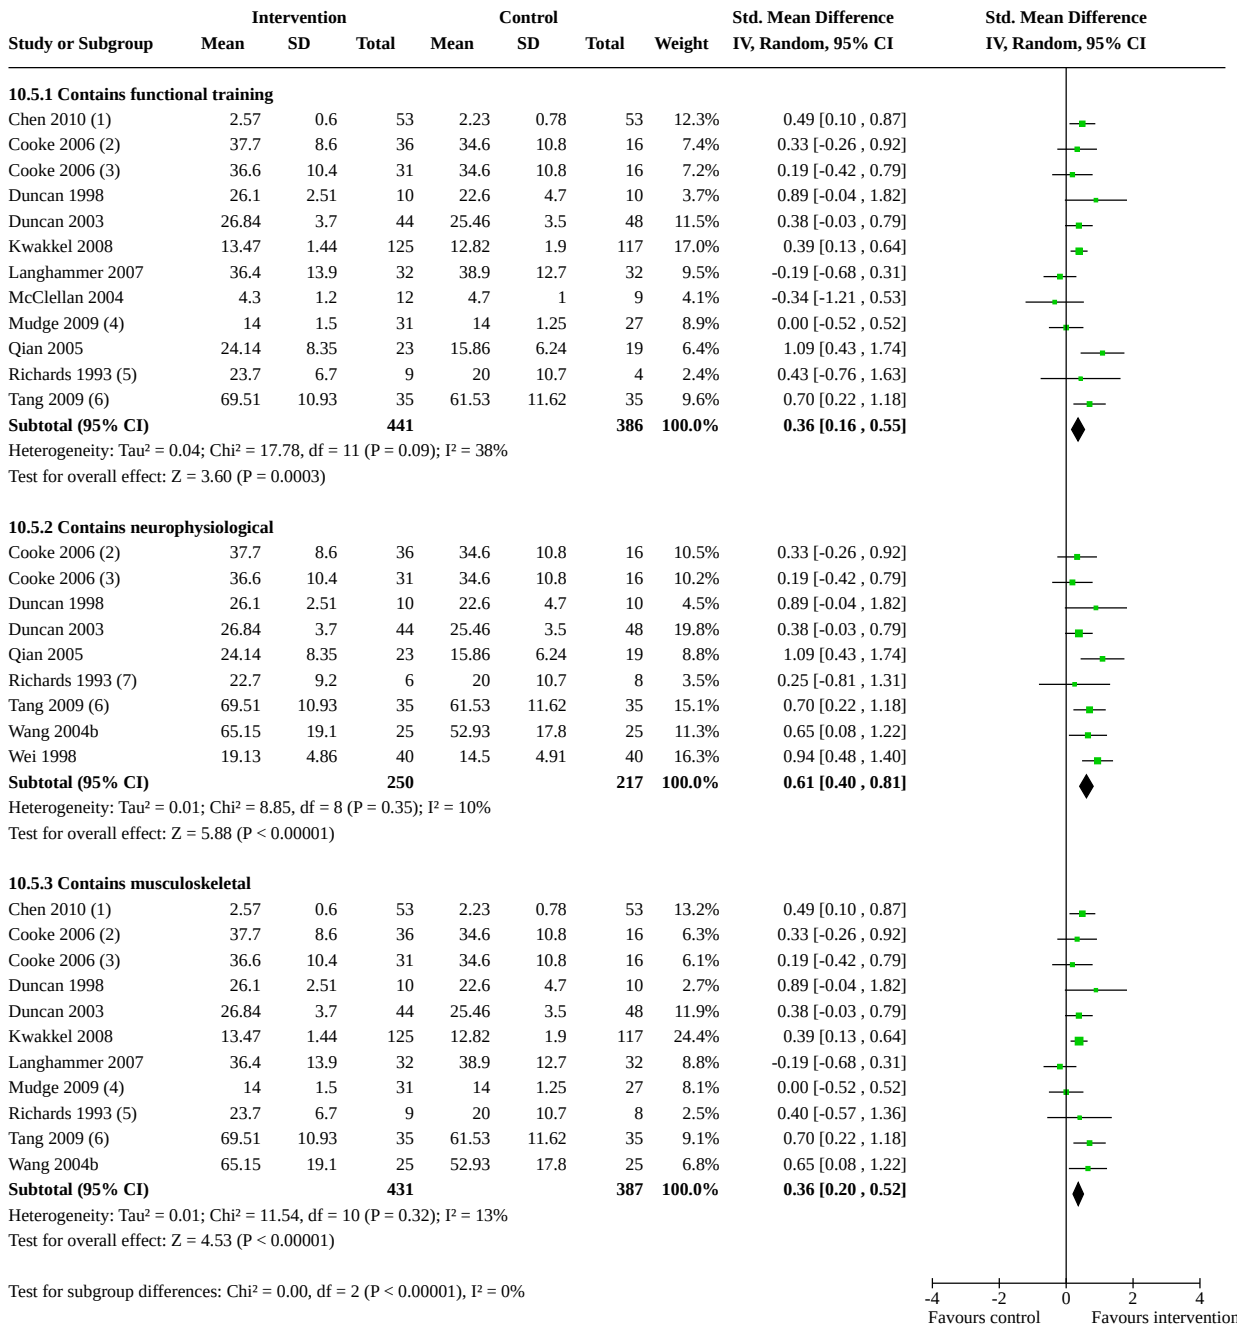 Intervention Control Std. Mean Difference Std. Mean Difference
Study or Subgroup Mean SD Total Mean SD Total Weight IV, Random, 95% CI IV, Random, 95% CI
10.5.1 Contains functional training
Chen 2010 (1) 2.57 0.6 53 2.23 0.78 53 12.3% 0.49 [0.10 , 0.87]
Cooke 2006 (2) 37.7 8.6 36 34.6 10.8 16 7.4% 0.33 [-0.26 , 0.92]
Cooke 2006 (3) 36.6 10.4 31 34.6 10.8 16 7.2% 0.19 [-0.42 , 0.79]
Duncan 1998 26.1 2.51 10 22.6 4.7 10 3.7% 0.89 [-0.04 , 1.82]
Duncan 2003 26.84 3.7 44 25.46 3.5 48 11.5% 0.38 [-0.03 , 0.79]
Kwakkel 2008 13.47 1.44 125 12.82 1.9 117 17.0% 0.39 [0.13 , 0.64]
Langhammer 2007 36.4 13.9 32 38.9 12.7 32 9.5% -0.19 [-0.68 , 0.31]
McClellan 2004 4.3 1.2 12 4.7 1 9 4.1% -0.34 [-1.21 , 0.53]
Mudge 2009 (4) 14 1.5 31 14 1.25 27 8.9% 0.00 [-0.52 , 0.52]
Qian 2005 24.14 8.35 23 15.86 6.24 19 6.4% 1.09 [0.43 , 1.74]
Richards 1993 (5) 23.7 6.7 9 20 10.7 4 2.4% 0.43 [-0.76 , 1.63]
Tang 2009 (6) 69.51 10.93 35 61.53 11.62 35 9.6% 0.70 [0.22 , 1.18]
Subtotal (95% CI) 441 386 100.0% 0.36 [0.16 , 0.55]
Heterogeneity: Tau² = 0.04; Chi² = 17.78, df = 11 (P = 0.09); I² = 38%
Test for overall effect: Z = 3.60 (P = 0.0003)
10.5.2 Contains neurophysiological
Cooke 2006 (2) 37.7 8.6 36 34.6 10.8 16 10.5% 0.33 [-0.26 , 0.92]
Cooke 2006 (3) 36.6 10.4 31 34.6 10.8 16 10.2% 0.19 [-0.42 , 0.79]
Duncan 1998 26.1 2.51 10 22.6 4.7 10 4.5% 0.89 [-0.04 , 1.82]
Duncan 2003 26.84 3.7 44 25.46 3.5 48 19.8% 0.38 [-0.03 , 0.79]
Qian 2005 24.14 8.35 23 15.86 6.24 19 8.8% 1.09 [0.43 , 1.74]
Richards 1993 (7) 22.7 9.2 6 20 10.7 8 3.5% 0.25 [-0.81 , 1.31]
Tang 2009 (6) 69.51 10.93 35 61.53 11.62 35 15.1% 0.70 [0.22 , 1.18]
Wang 2004b 65.15 19.1 25 52.93 17.8 25 11.3% 0.65 [0.08 , 1.22]
Wei 1998 19.13 4.86 40 14.5 4.91 40 16.3% 0.94 [0.48 , 1.40]
Subtotal (95% CI) 250 217 100.0% 0.61 [0.40 , 0.81]
Heterogeneity: Tau² = 0.01; Chi² = 8.85, df = 8 (P = 0.35); I² = 10%
Test for overall effect: Z = 5.88 (P < 0.00001)
10.5.3 Contains musculoskeletal
Chen 2010 (1) 2.57 0.6 53 2.23 0.78 53 13.2% 0.49 [0.10 , 0.87]
Cooke 2006 (2) 37.7 8.6 36 34.6 10.8 16 6.3% 0.33 [-0.26 , 0.92]
Cooke 2006 (3) 36.6 10.4 31 34.6 10.8 16 6.1% 0.19 [-0.42 , 0.79]
Duncan 1998 26.1 2.51 10 22.6 4.7 10 2.7% 0.89 [-0.04 , 1.82]
Duncan 2003 26.84 3.7 44 25.46 3.5 48 11.9% 0.38 [-0.03 , 0.79]
Kwakkel 2008 13.47 1.44 125 12.82 1.9 117 24.4% 0.39 [0.13 , 0.64]
Langhammer 2007 36.4 13.9 32 38.9 12.7 32 8.8% -0.19 [-0.68 , 0.31]
Mudge 2009 (4) 14 1.5 31 14 1.25 27 8.1% 0.00 [-0.52 , 0.52]
Richards 1993 (5) 23.7 6.7 9 20 10.7 8 2.5% 0.40 [-0.57 , 1.36]
Tang 2009 (6) 69.51 10.93 35 61.53 11.62 35 9.1% 0.70 [0.22 , 1.18]
Wang 2004b 65.15 19.1 25 52.93 17.8 25 6.8% 0.65 [0.08 , 1.22]
Subtotal (95% CI) 431 387 100.0% 0.36 [0.20 , 0.52]
Heterogeneity: Tau² = 0.01; Chi² = 11.54, df = 10 (P = 0.32); I² = 13%
Test for overall effect: Z = 4.53 (P < 0.00001)
Test for subgroup differences: Chi² = 0.00, df = 2 (P < 0.00001), I² = 0%
-4 -2 0 2 4
Favours control Favours intervention